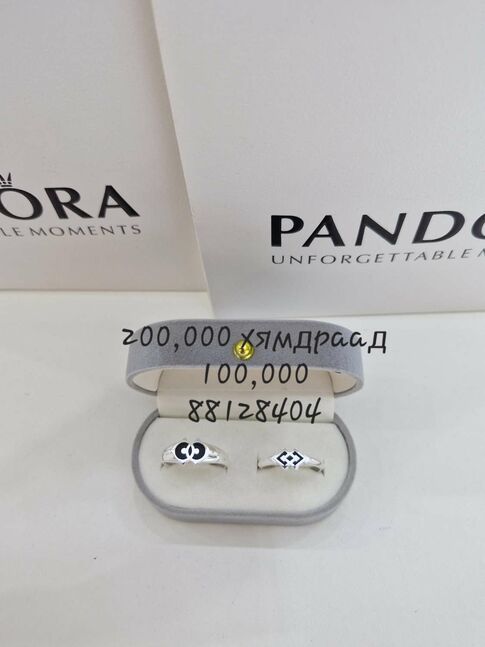 ORA
LE MOMENTS
PANDO
UNFORGETTABLE M
200,000 хямдраад
100,000
88128404